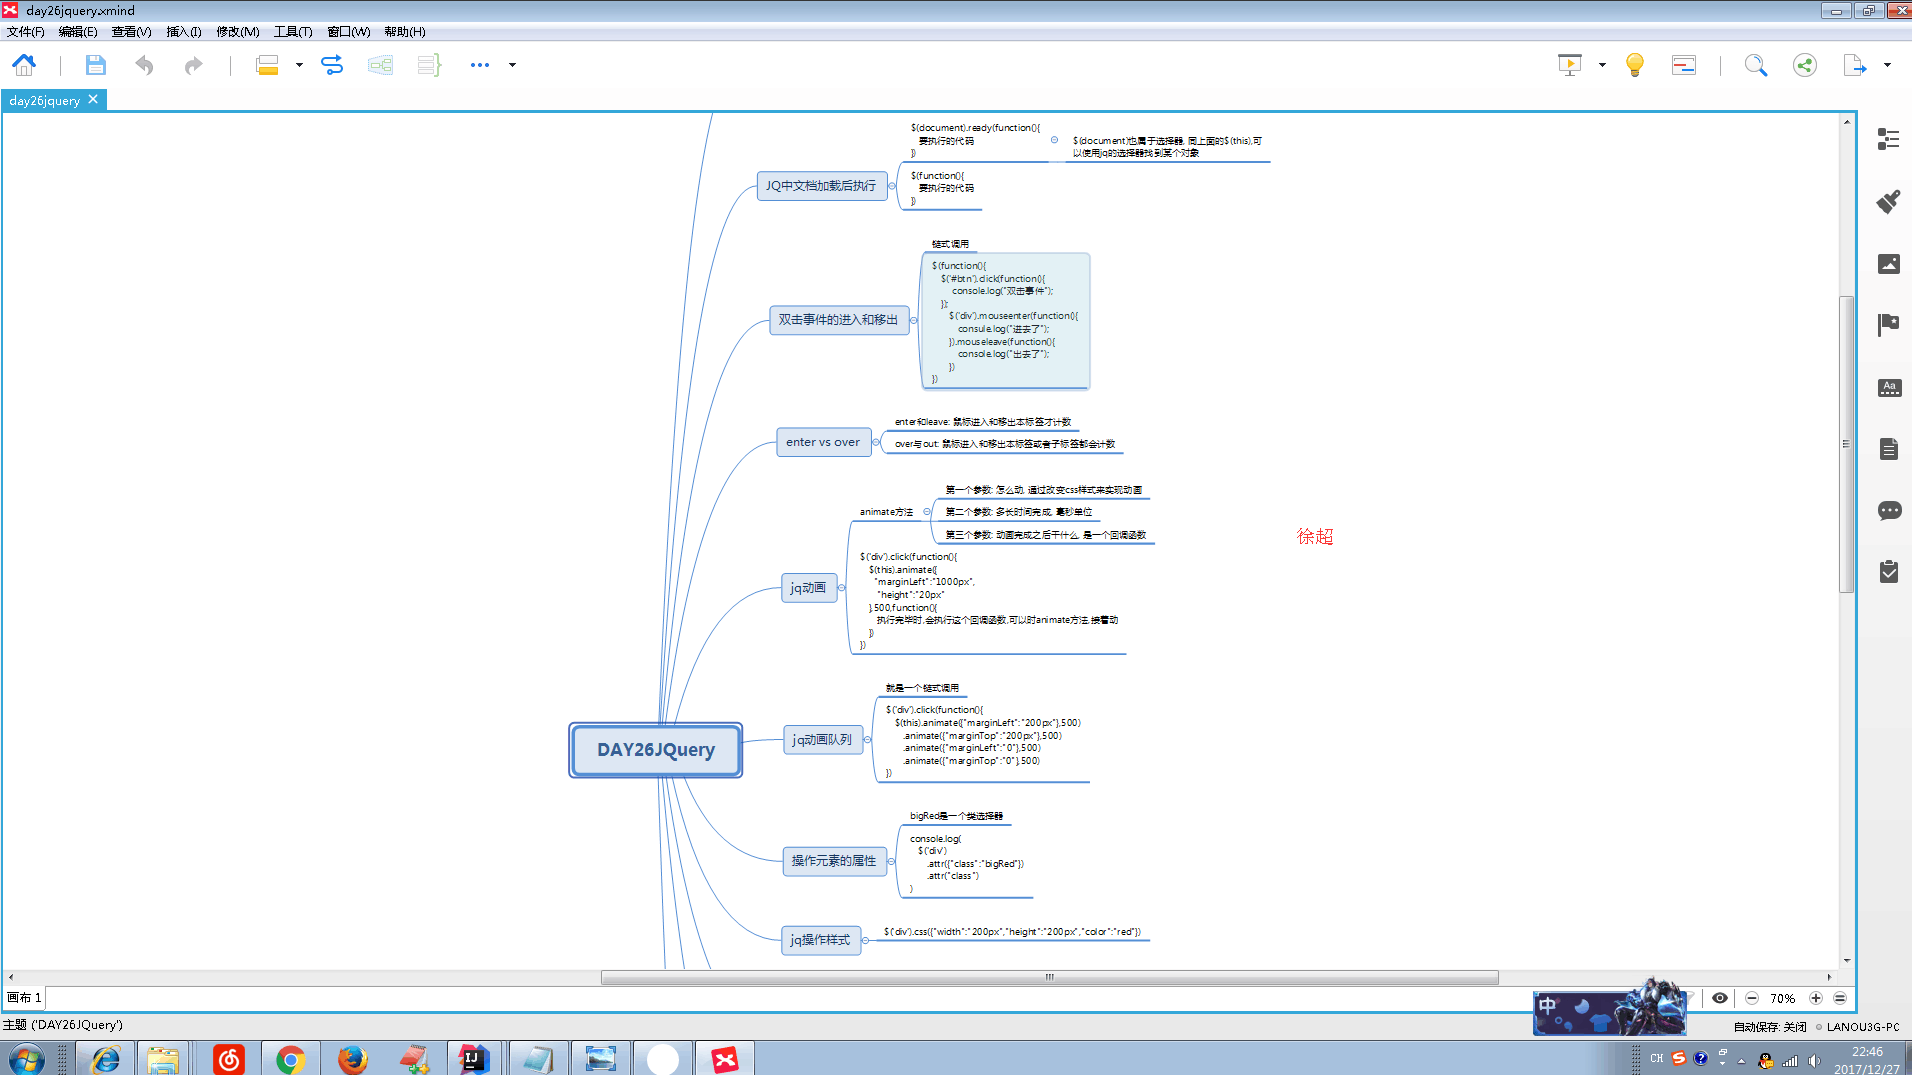 day26jquery.xmind
文件(F) 编辑(E) 查看(V) 插入(I) 修改(M) 工具(T) 窗口(W) 帮助(H)
day26jquery
$(document).ready(function(){
要执行的代码
})
$(document)也属于选择器, 同上面的$(this),可
以使用jq的选择器找到某个对象
JQ中文档加载后执行
$(function(){
要执行的代码
})
链式调用
双击事件的进入和移出
$(function(){
$('#btn').click(function(){
console.log("双击事件");
});
$('div').mouseenter(function(){
consule.log("进去了");
}).mouseleave(function(){
console.log("出去了");
})
})
enter vs over
enter和leave: 鼠标进入和移出本标签才计数
over与out: 鼠标进入和移出本标签或者子标签都会计数
jq动画
animate方法
第一个参数: 怎么动, 通过改变css样式来实现动画
第二个参数: 多长时间完成, 毫秒单位
第三个参数: 动画完成之后干什么, 是一个回调函数
徐超
$('div').click(function(){
$(this).animate({
"marginLeft":"1000px",
"height":"20px"
},500,function(){
执行完毕时,会执行这个回调函数,可以时animate方法,接着动
})
})
DAY26JQuery
jq动画队列
就是一个链式调用
$('div').click(function(){
$(this).animate({"marginLeft":"200px"},500)
.animate({"marginTop":"200px"},500)
.animate({"marginLeft":"0"},500)
.animate({"marginTop":"0"},500)
})
操作元素的属性
bigRed是一个类选择器
console.log(
$('div')
.attr({"class":"bigRed"})
.attr("class")
)
jq操作样式
$('div').css({"width":"200px","height":"200px","color":"red"})
画布 1
中
70%
主题 ('DAY26JQuery')
自动保存: 关闭
LANOU3G-PC
CH
22:46
2017/12/27